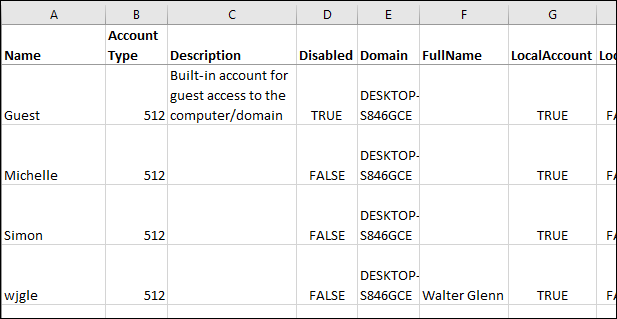 A B C D E F G
Account
Name Type Description Disabled Domain FullName LocalAccount Loc
Built-in account for
guest access to the DESKTOP-
Guest 512 computer/domain TRUE S846GCE TRUE FA
DESKTOP-
Michelle 512 FALSE S846GCE TRUE FA
DESKTOP-
Simon 512 FALSE S846GCE TRUE FA
DESKTOP-
wjgle 512 FALSE S846GCE Walter Glenn TRUE FA